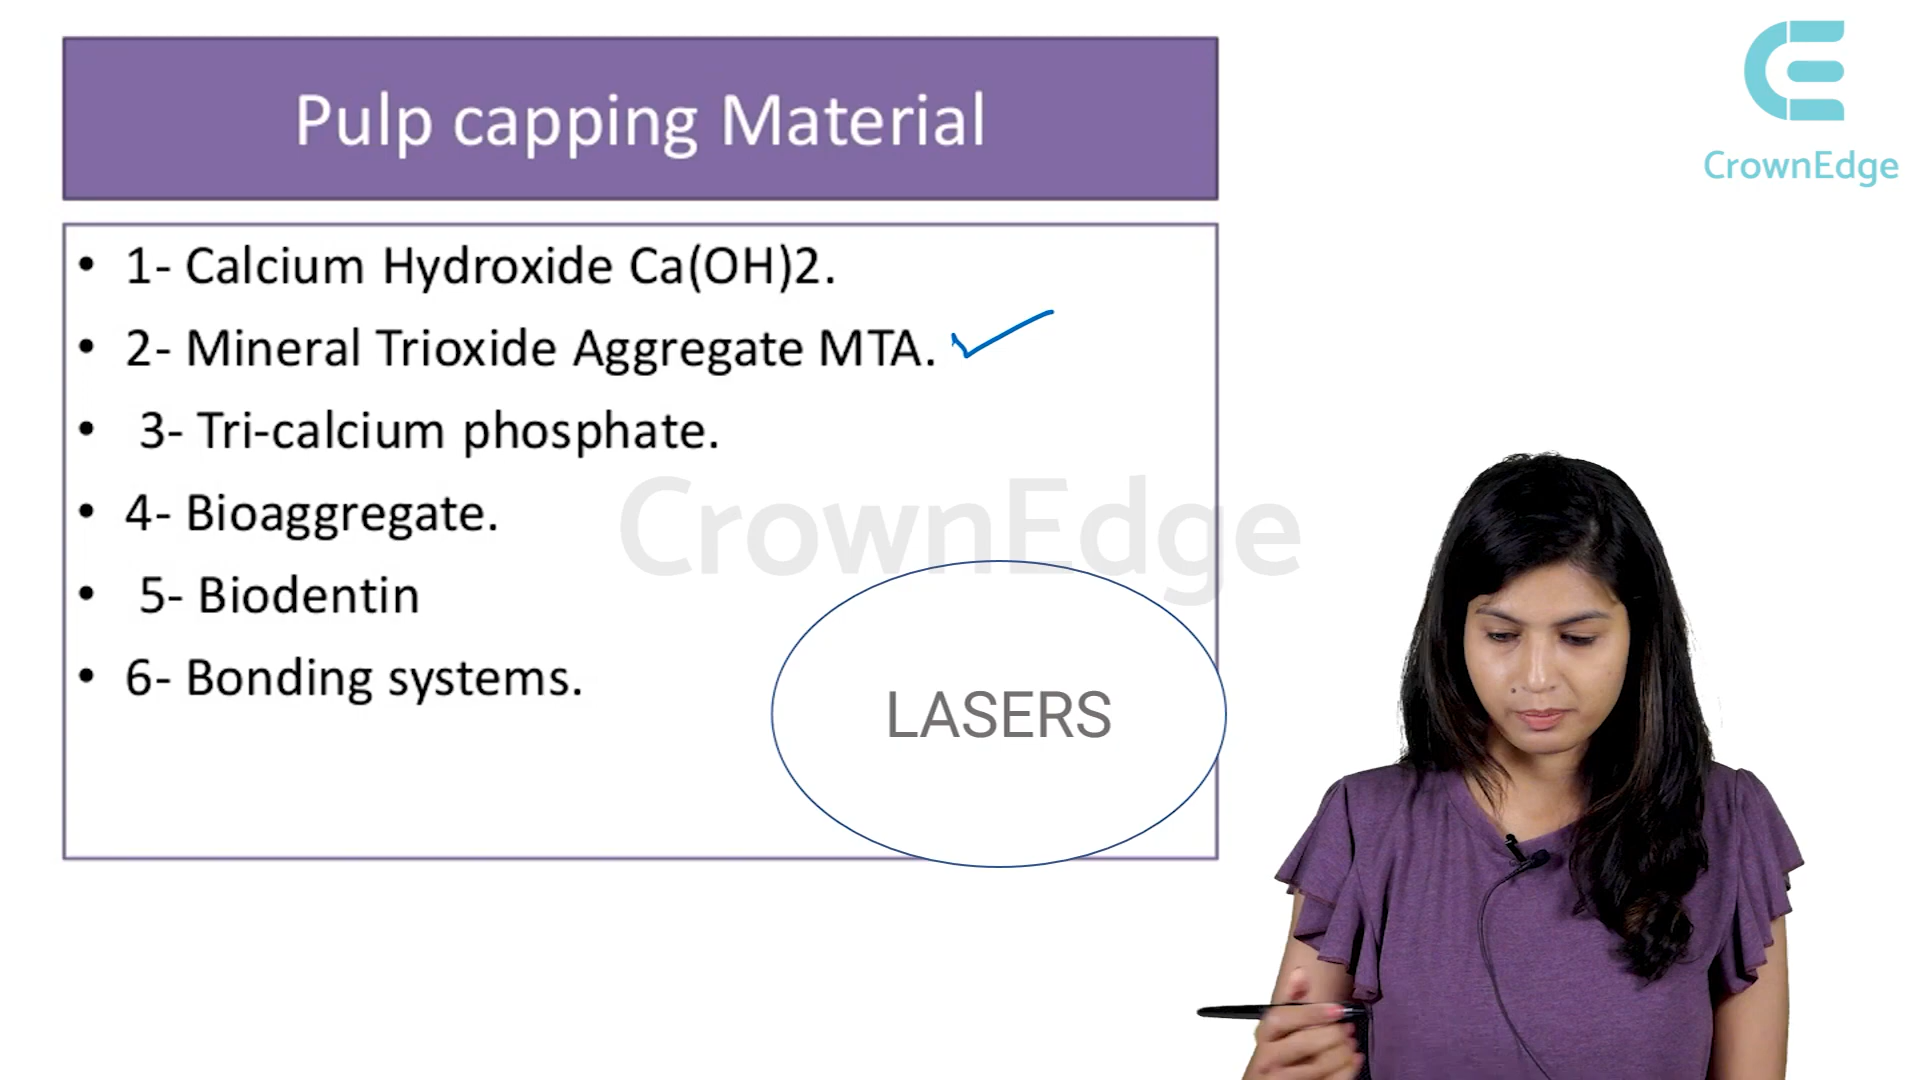 Pulp capping Material
CrownEdge
• 1- Calcium Hydroxide Ca(OH)2.
• 2- Mineral Trioxide Aggregate MTA.
• 3- Tri-calcium phosphate.
• 4- Bioaggregate.
• 5- Biodentin
• 6- Bonding systems.
CrownEdge
LASERS